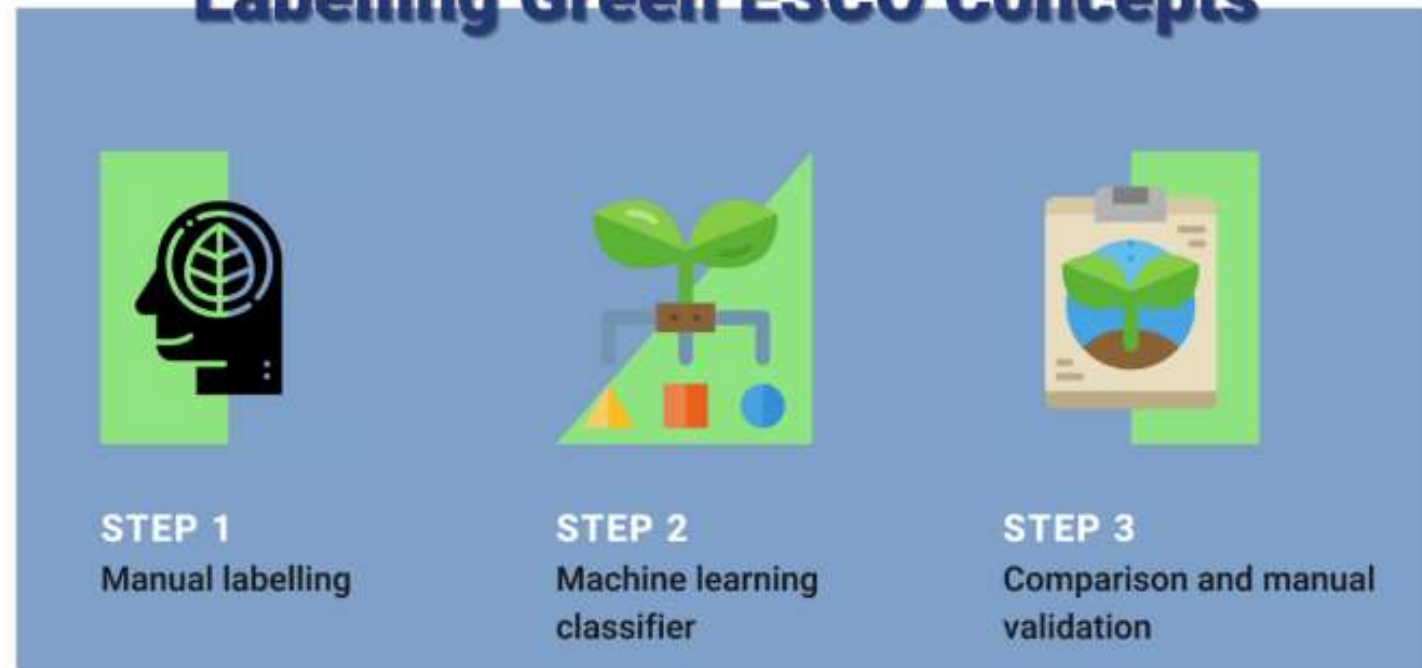 Labelling Green ESCO Concepts
STEP 1
Manual labelling
STEP 2
Machine learning
classifier
STEP 3
Comparison and manual
validation